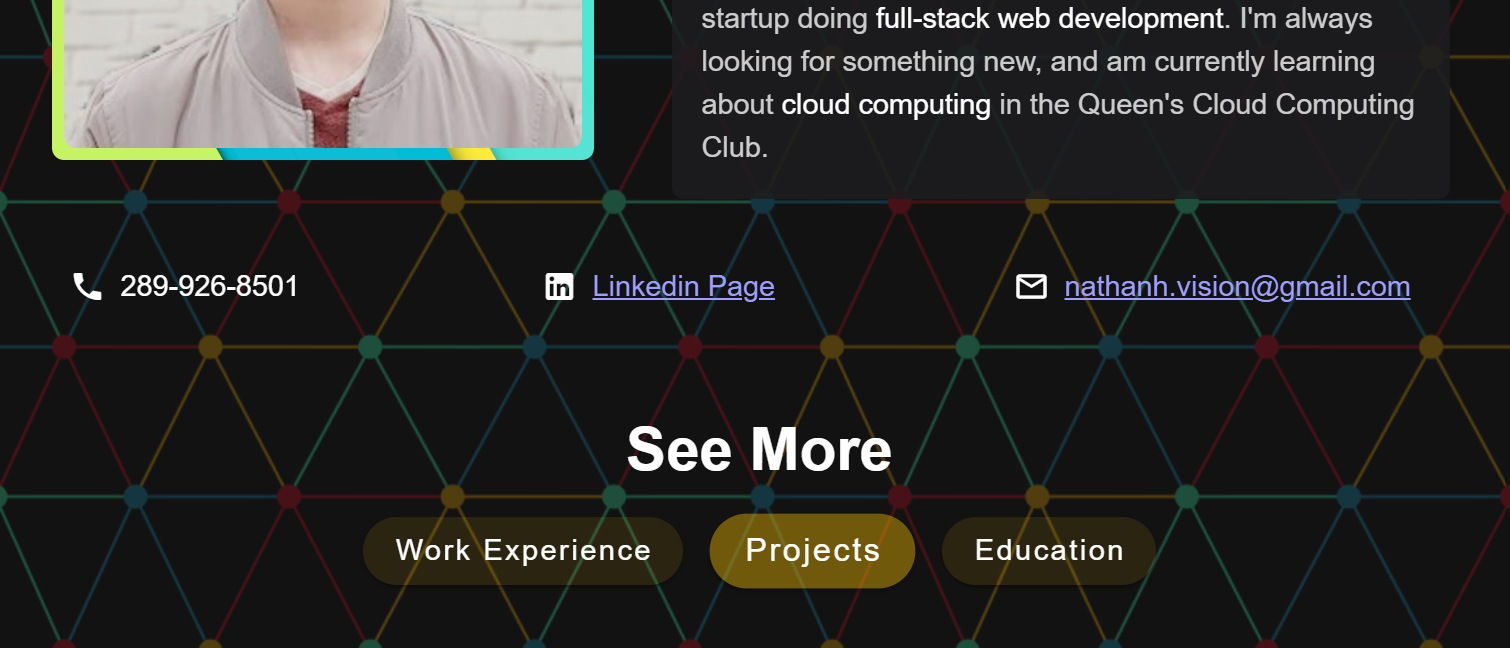 startup doing full-stack web development. I'm always
looking for something new, and am currently learning
about cloud computing in the Queen's Cloud Computing
Club.
289-926-8501
Linkedin Page
nathanh.vision@gmail.com
See More
Work Experience
Projects
Education